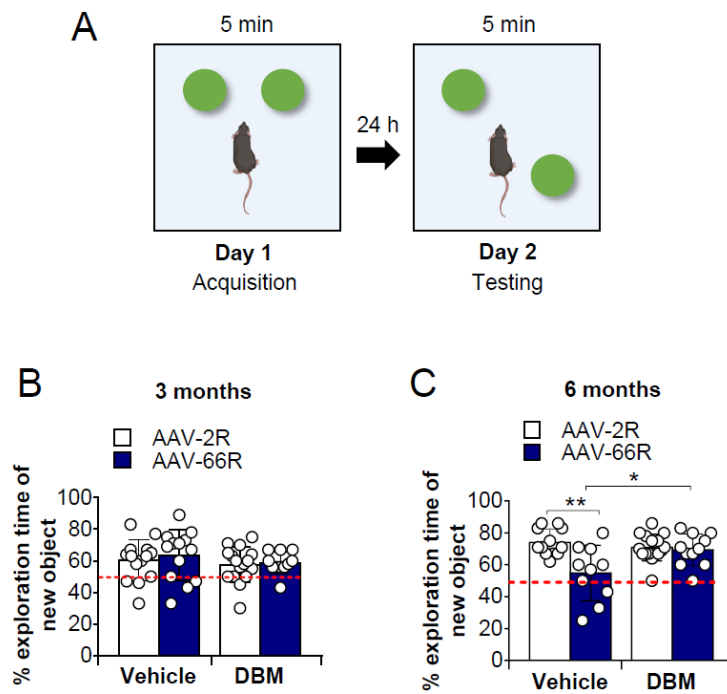 A
5 min
5 min
24 h
Day 1
Acquisition
Day 2
Testing
B
3 months
AAV-2R
AAV-66R
% exploration time of
new object
100
80
60
40
20
0
Vehicle
DBM
C
6 months
AAV-2R
AAV-66R
% exploration time of
new object
100
80
60
40
20
0
**
*
Vehicle
DBM